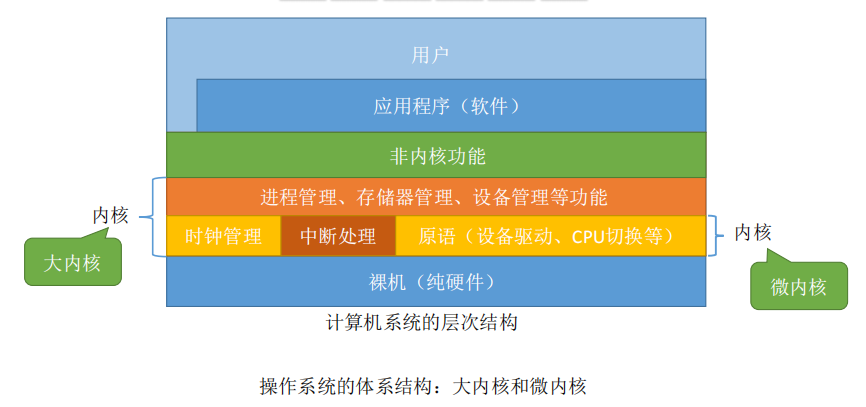 用户
应用程序（软件）
非内核功能
进程管理、存储器管理、设备管理等功能
内核
时钟管理
中断处理
原语（设备驱动、CPU切换等）
内核
大内核
裸机（纯硬件）
微内核
计算机系统的层次结构
操作系统的体系结构：大内核和微内核